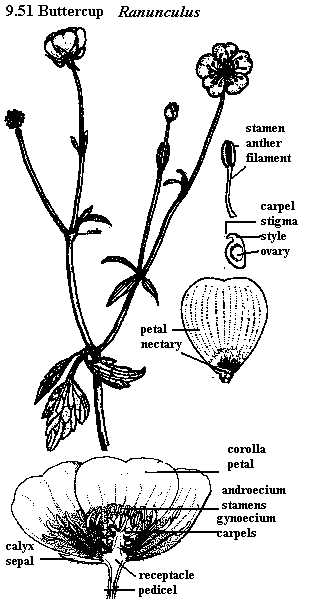 9.51 Buttercup Ranunculus
stamen
anther
filament
carpel
stigma
style
ovary
petal
nectary
corolla
petal
androecium
stamens
gynoecium
carpels
calyx
sepal
receptacle
pedicel